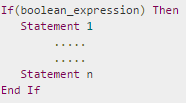 If(boolean_expression) Then
Statement 1
.....
.....
Statement n
End If